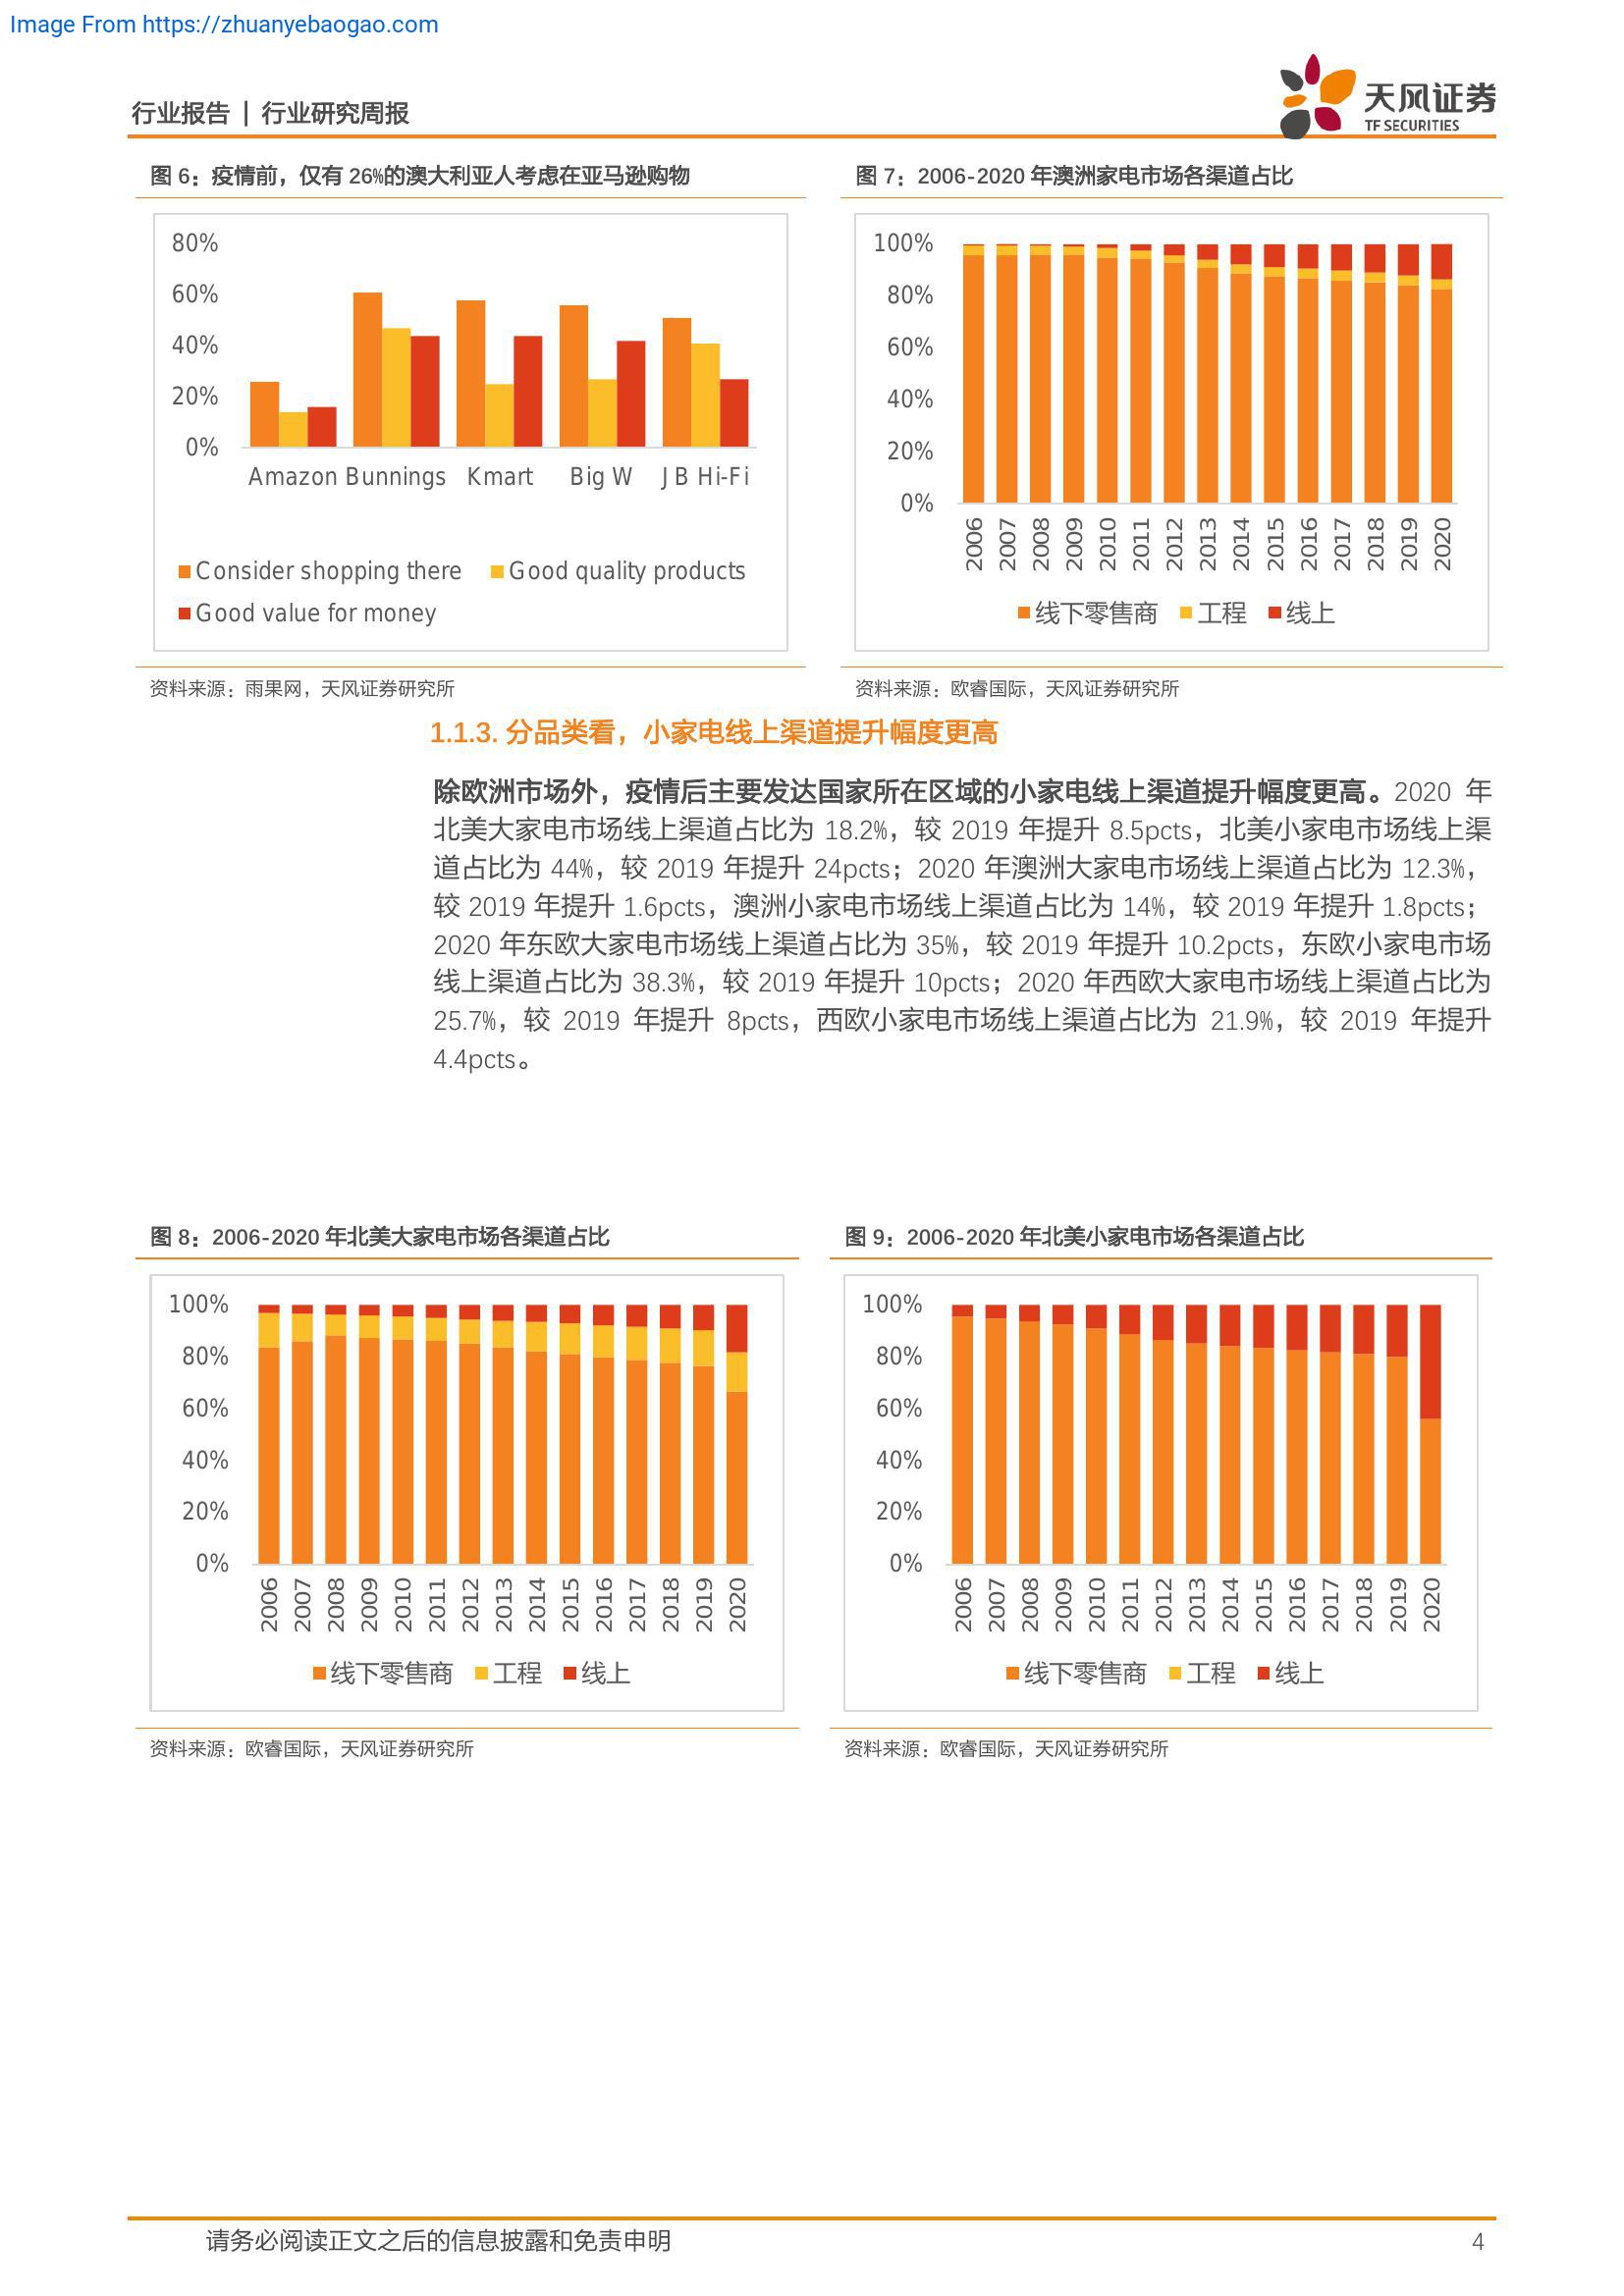 Image From https://zhuanyebaogao.com
行业报告 | 行业研究周报
天风证券
TF SECURITIES
图 6：疫情前，仅有 26%的澳大利亚人考虑在亚马逊购物
80%
60%
40%
20%
0%
Amazon Bunnings Kmart Big W JB Hi-Fi
Consider shopping there Good quality products
Good value for money
资料来源：雨果网，天风证券研究所
图 7：2006-2020 年澳洲家电市场各渠道占比
100%
80%
60%
40%
20%
0%
2006 2007 2008 2009 2010 2011 2012 2013 2014 2015 2016 2017 2018 2019 2020
线下零售商 工程 线上
资料来源：欧睿国际，天风证券研究所
1.1.3. 分品类看，小家电线上渠道提升幅度更高
除欧洲市场外，疫情后主要发达国家所在区域的小家电线上渠道提升幅度更高。2020 年
北美大家电市场线上渠道占比为 18.2%，较 2019 年提升 8.5pcts，北美小家电市场线上渠
道占比为 44%，较 2019 年提升 24pcts；2020 年澳洲大家电市场线上渠道占比为 12.3%，
较 2019 年提升 1.6pcts，澳洲小家电市场线上渠道占比为 14%，较 2019 年提升 1.8pcts；
2020 年东欧大家电市场线上渠道占比为 35%，较 2019 年提升 10.2pcts，东欧小家电市场
线上渠道占比为 38.3%，较 2019 年提升 10pcts；2020 年西欧大家电市场线上渠道占比为
25.7%，较 2019 年提升 8pcts，西欧小家电市场线上渠道占比为 21.9%，较 2019 年提升
4.4pcts。
图 8：2006-2020 年北美大家电市场各渠道占比
100%
80%
60%
40%
20%
0%
2006 2007 2008 2009 2010 2011 2012 2013 2014 2015 2016 2017 2018 2019 2020
线下零售商 工程 线上
资料来源：欧睿国际，天风证券研究所
图 9：2006-2020 年北美小家电市场各渠道占比
100%
80%
60%
40%
20%
0%
2006 2007 2008 2009 2010 2011 2012 2013 2014 2015 2016 2017 2018 2019 2020
线下零售商 工程 线上
资料来源：欧睿国际，天风证券研究所
请务必阅读正文之后的信息披露和免责申明
4